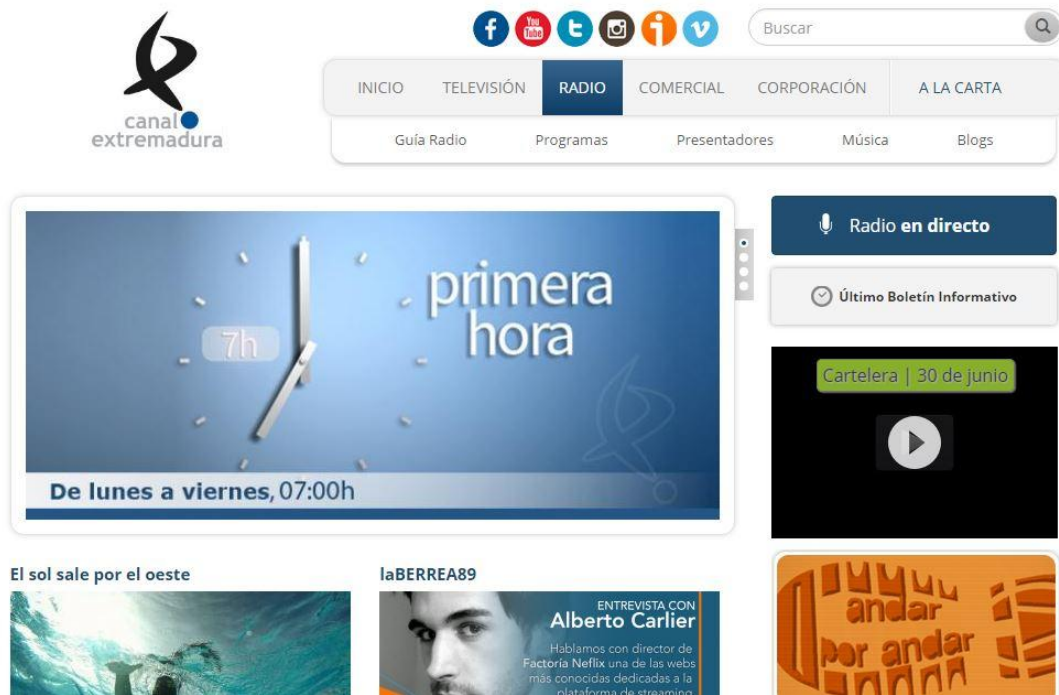 You
Tube
Buscar
INICIO TELEVISIÓN RADIO COMERCIAL CORPORACIÓN A LA CARTA
canal
extremadura
Guía Radio Programas Presentadores Música Blogs
primera
hora
7h
De lunes a viernes, 07:00h
Radio en directo
Último Boletín Informativo
Cartelera | 30 de junio
El sol sale por el oeste
laBERREA89
ENTREVISTA CON
Alberto Carlier
Hablamos con director de
Factoría Neflix una de las webs
más conocidas dedicadas a la
plataforma de streaming
andar
por andar